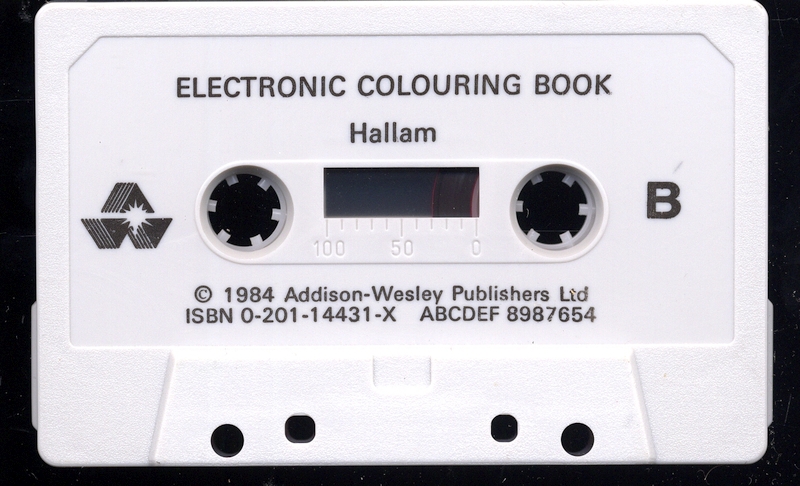 ELECTRONIC COLOURING BOOK
Hallam
B
100 50 0
© 1984 Addison-Wesley Publishers Ltd
ISBN 0-201-14431-X ABCDEF 8987654